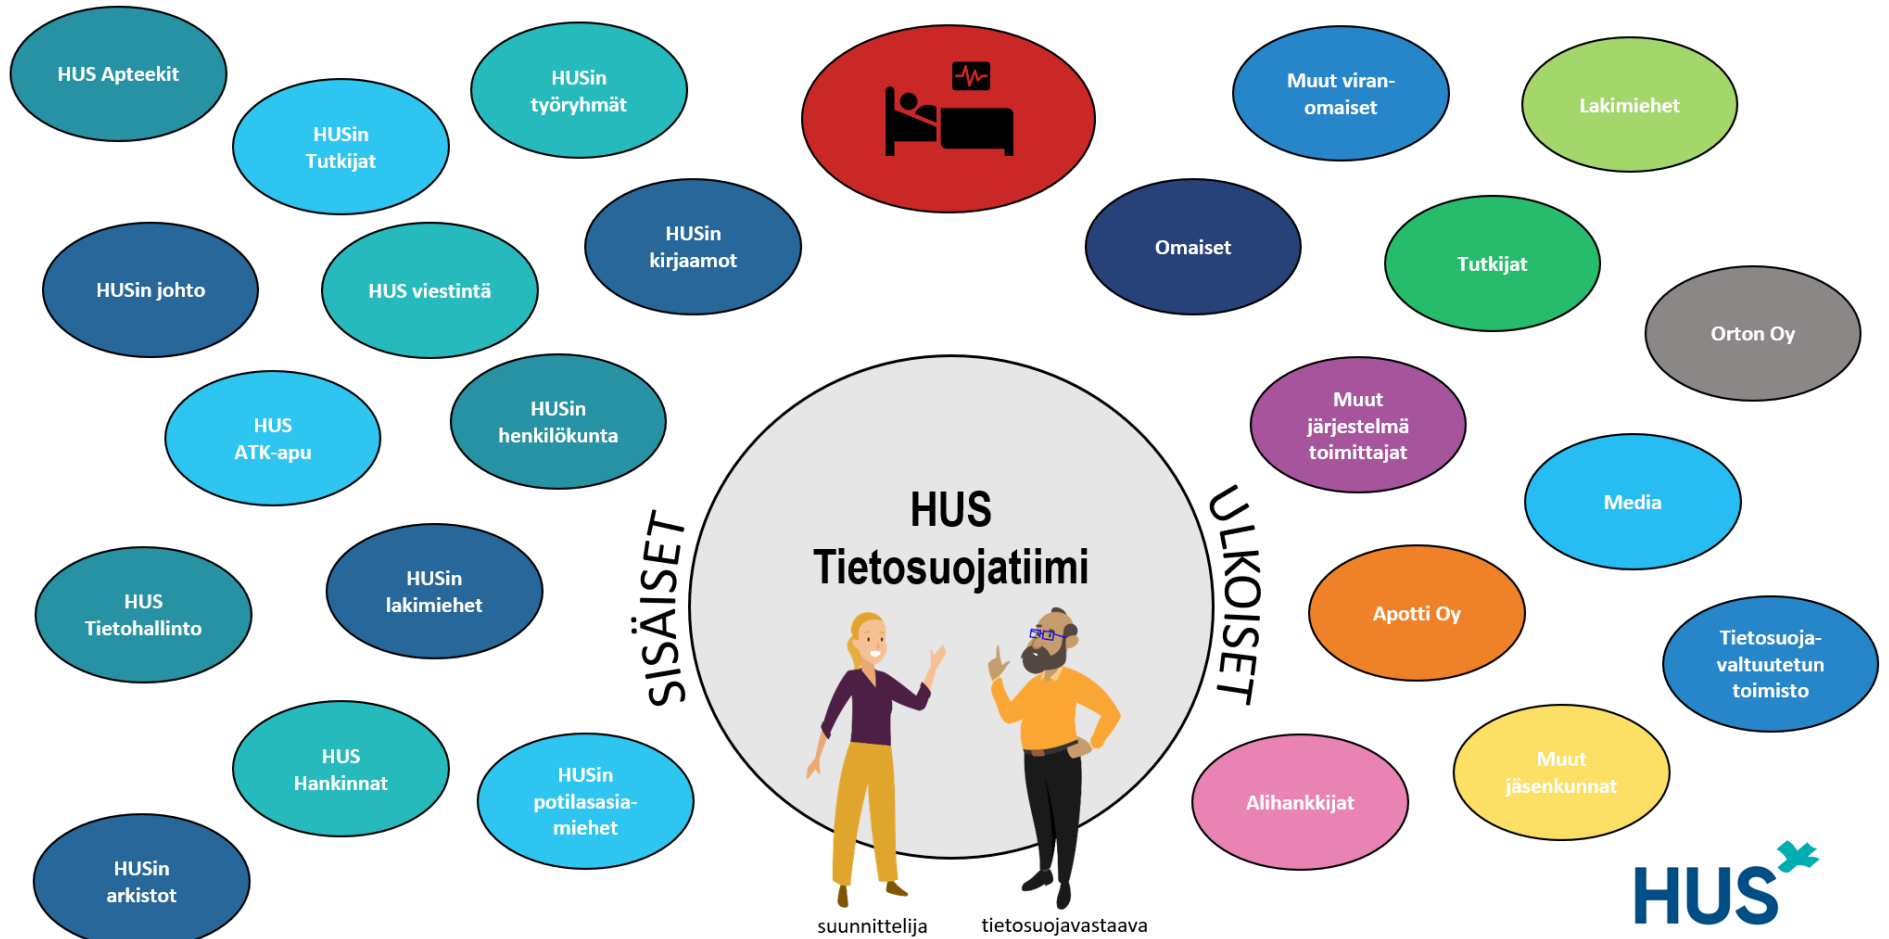 HUS Apteekit
HUSin
Tutkijat
HUSin
työryhmät
HUSin johto
HUS viestintä
HUSin
kirjaamot
HUS
ATK-apu
HUSin
henkilökunta
HUS
Tietohallinto
HUSin
lakimiehet
HUS
Hankinnat
HUSin
potilasasia-
miehet
HUSin
arkistot
SISÄISET
HUS
Tietosuojatiimi
suunnittelija
tietosuojavastaava
ULKOISET
Muut viran-
omaiset
Lakimiehet
Omaiset
Tutkijat
Orton Oy
Muut
järjestelmä
toimittajat
Media
Apotti Oy
Tietosuoja-
valtuutetun
toimisto
Alihankkijat
Muut
jäsenkunnat
HUS